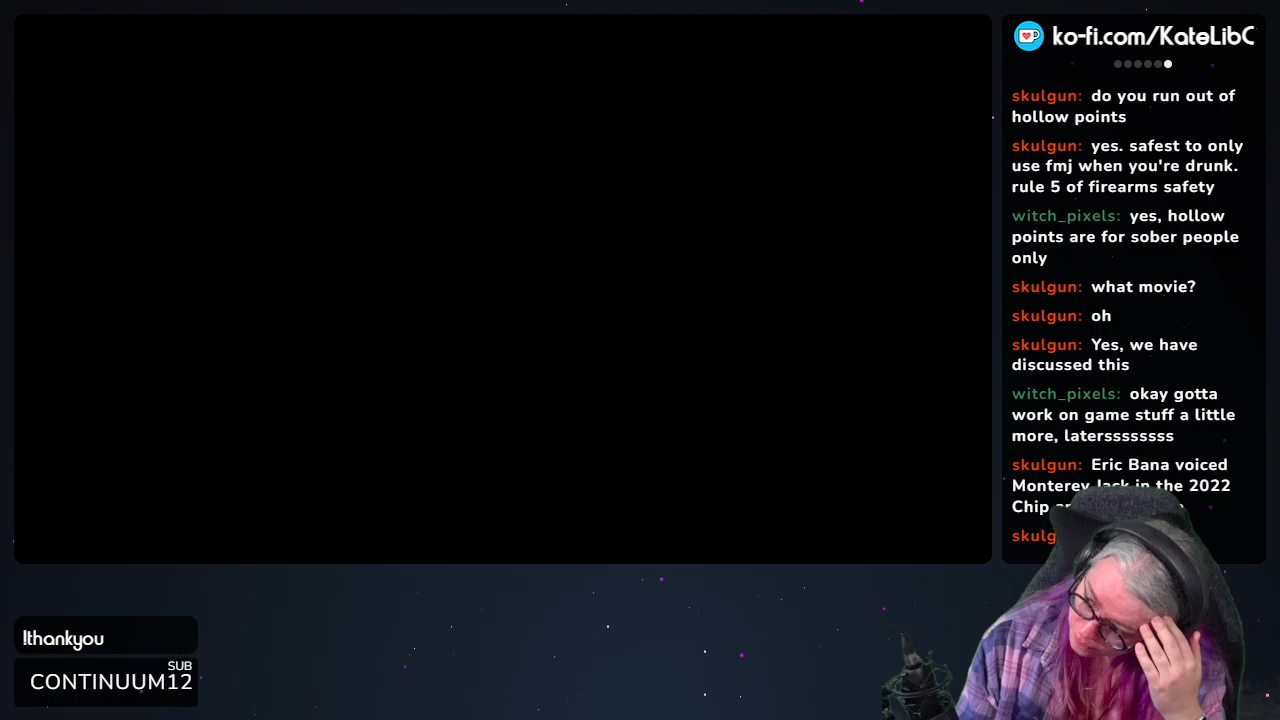 ko-fi.com/KateLibC
skulgun: do you run out of
hollow points
skulgun: yes. safest to only
use fmj when you're drunk.
rule 5 of firearms safety
witch_pixels: yes, hollow
points are for sober people
only
skulgun: what movie?
skulgun: oh
skulgun: Yes, we have
discussed this
witch_pixels: okay gotta
work on game stuff a little
more, laterssssssss
skulgun: Eric Bana voiced
Monterey Jack in the 2022
Chip
skulg
!thankyou
SUB
CONTINUUM12